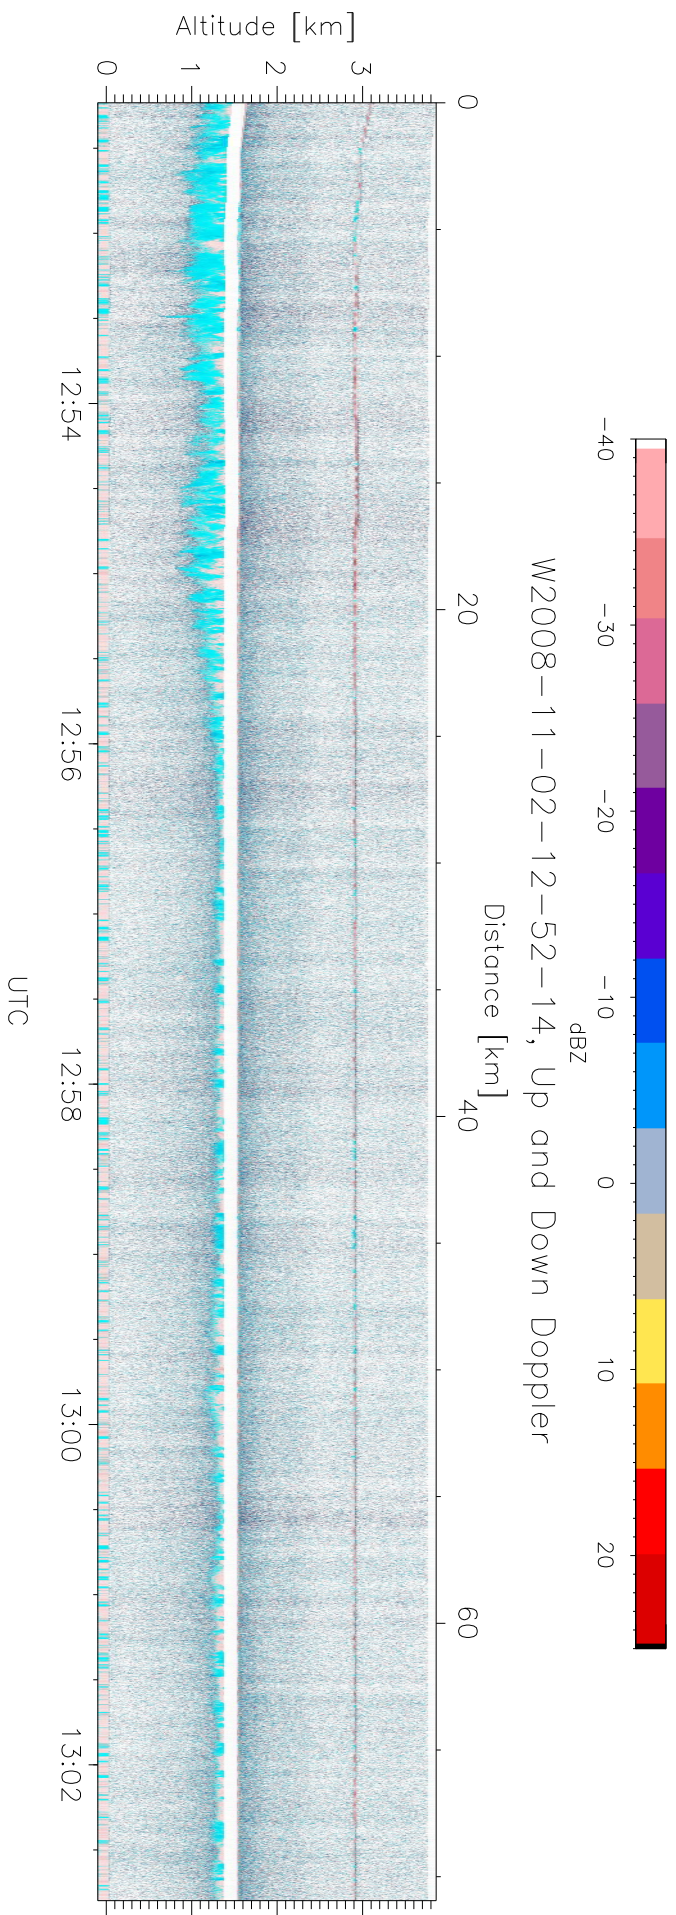 dBZ
-40 -30 -20 -10 0 10 20
W2008-11-02-12-52-14, Up and Down Doppler
Distance [km]
0 20 40 60
Altitude [km]
3
2
1
0
12:54 12:56 12:58 13:00 13:02
UTC